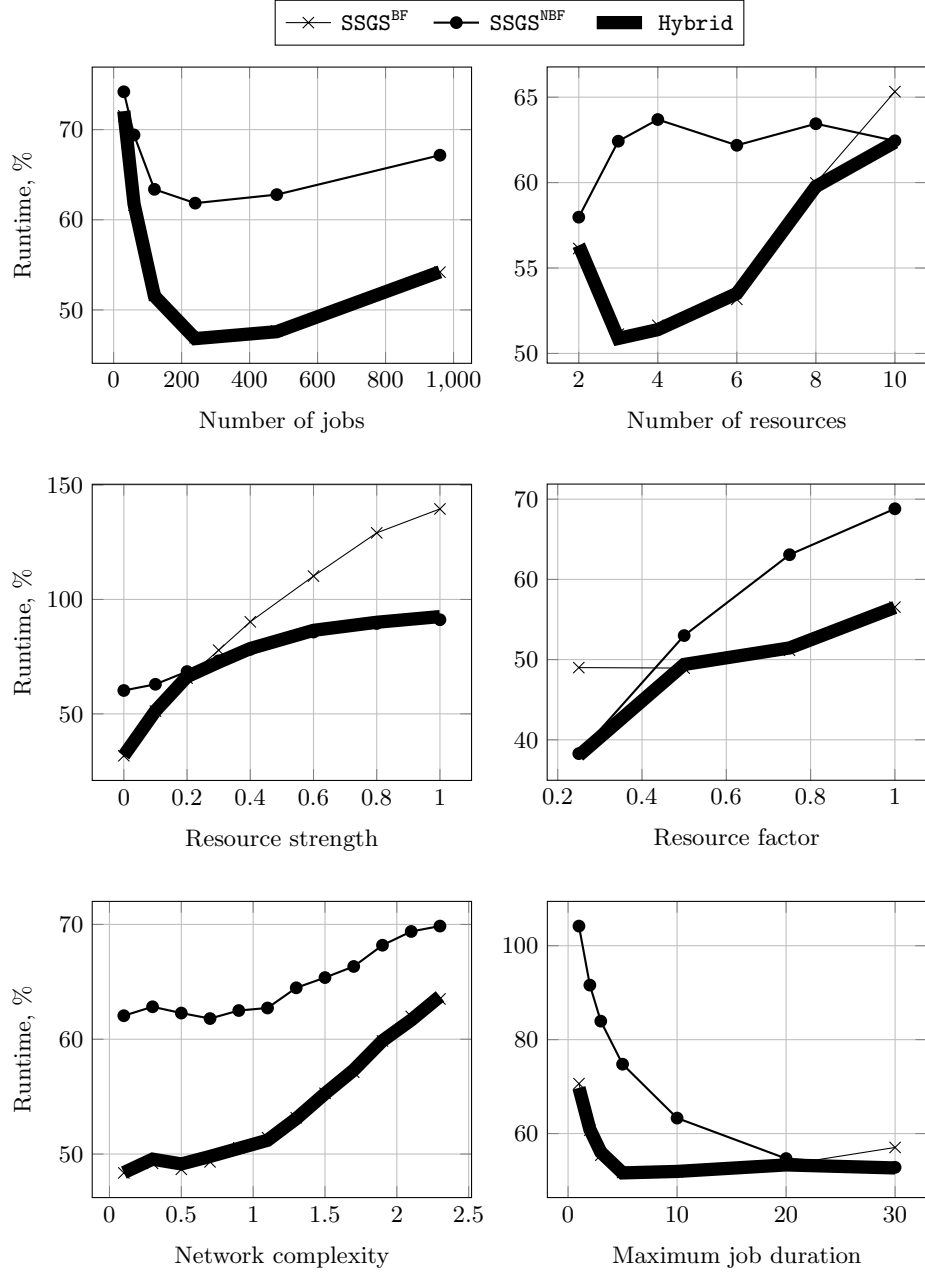 SSGS^BF SSGS^NBF Hybrid
Runtime, %
70
60
50
0 200 400 600 800 1,000
Number of jobs
65
60
55
50
2 4 6 8 10
Number of resources
Runtime, %
150
100
50
0 0.2 0.4 0.6 0.8 1
Resource strength
70
60
50
40
0.2 0.4 0.6 0.8 1
Resource factor
Runtime, %
70
60
50
0 0.5 1 1.5 2 2.5
Network complexity
100
80
60
0 10 20 30
Maximum job duration